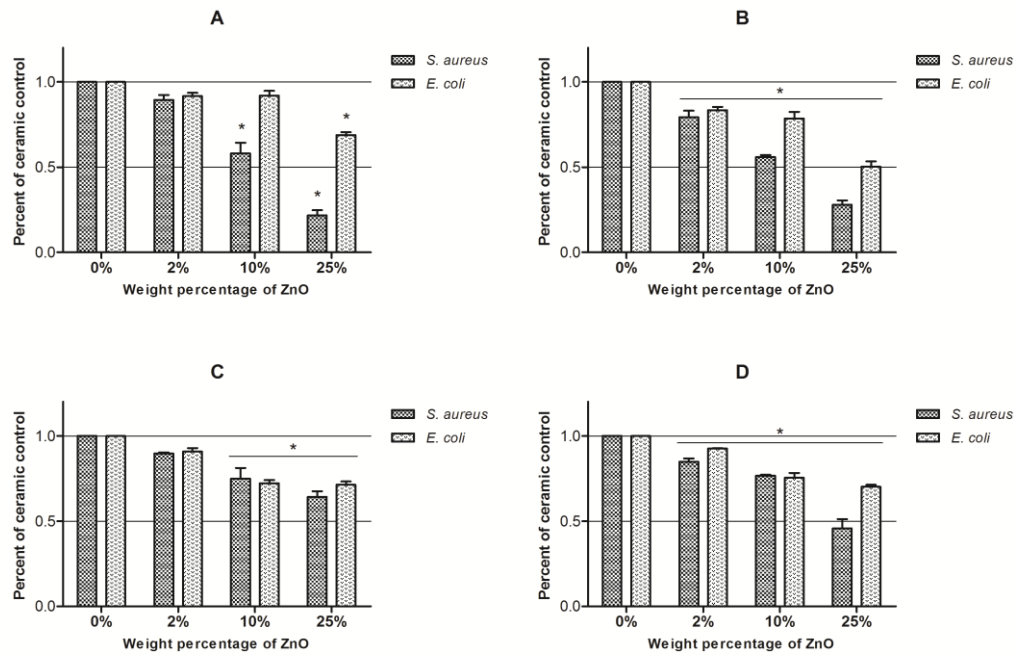 A
Percent of ceramic control
1.0
0.5
0.0
*
*
*
0%
2%
10%
25%
Weight percentage of ZnO
S. aureus
E. coli
B
Percent of ceramic control
1.0
0.5
0.0
*
0%
2%
10%
25%
Weight percentage of ZnO
S. aureus
E. coli
C
Percent of ceramic control
1.0
0.5
0.0
*
0%
2%
10%
25%
Weight percentage of ZnO
S. aureus
E. coli
D
Percent of ceramic control
1.0
0.5
0.0
*
0%
2%
10%
25%
Weight percentage of ZnO
S. aureus
E. coli